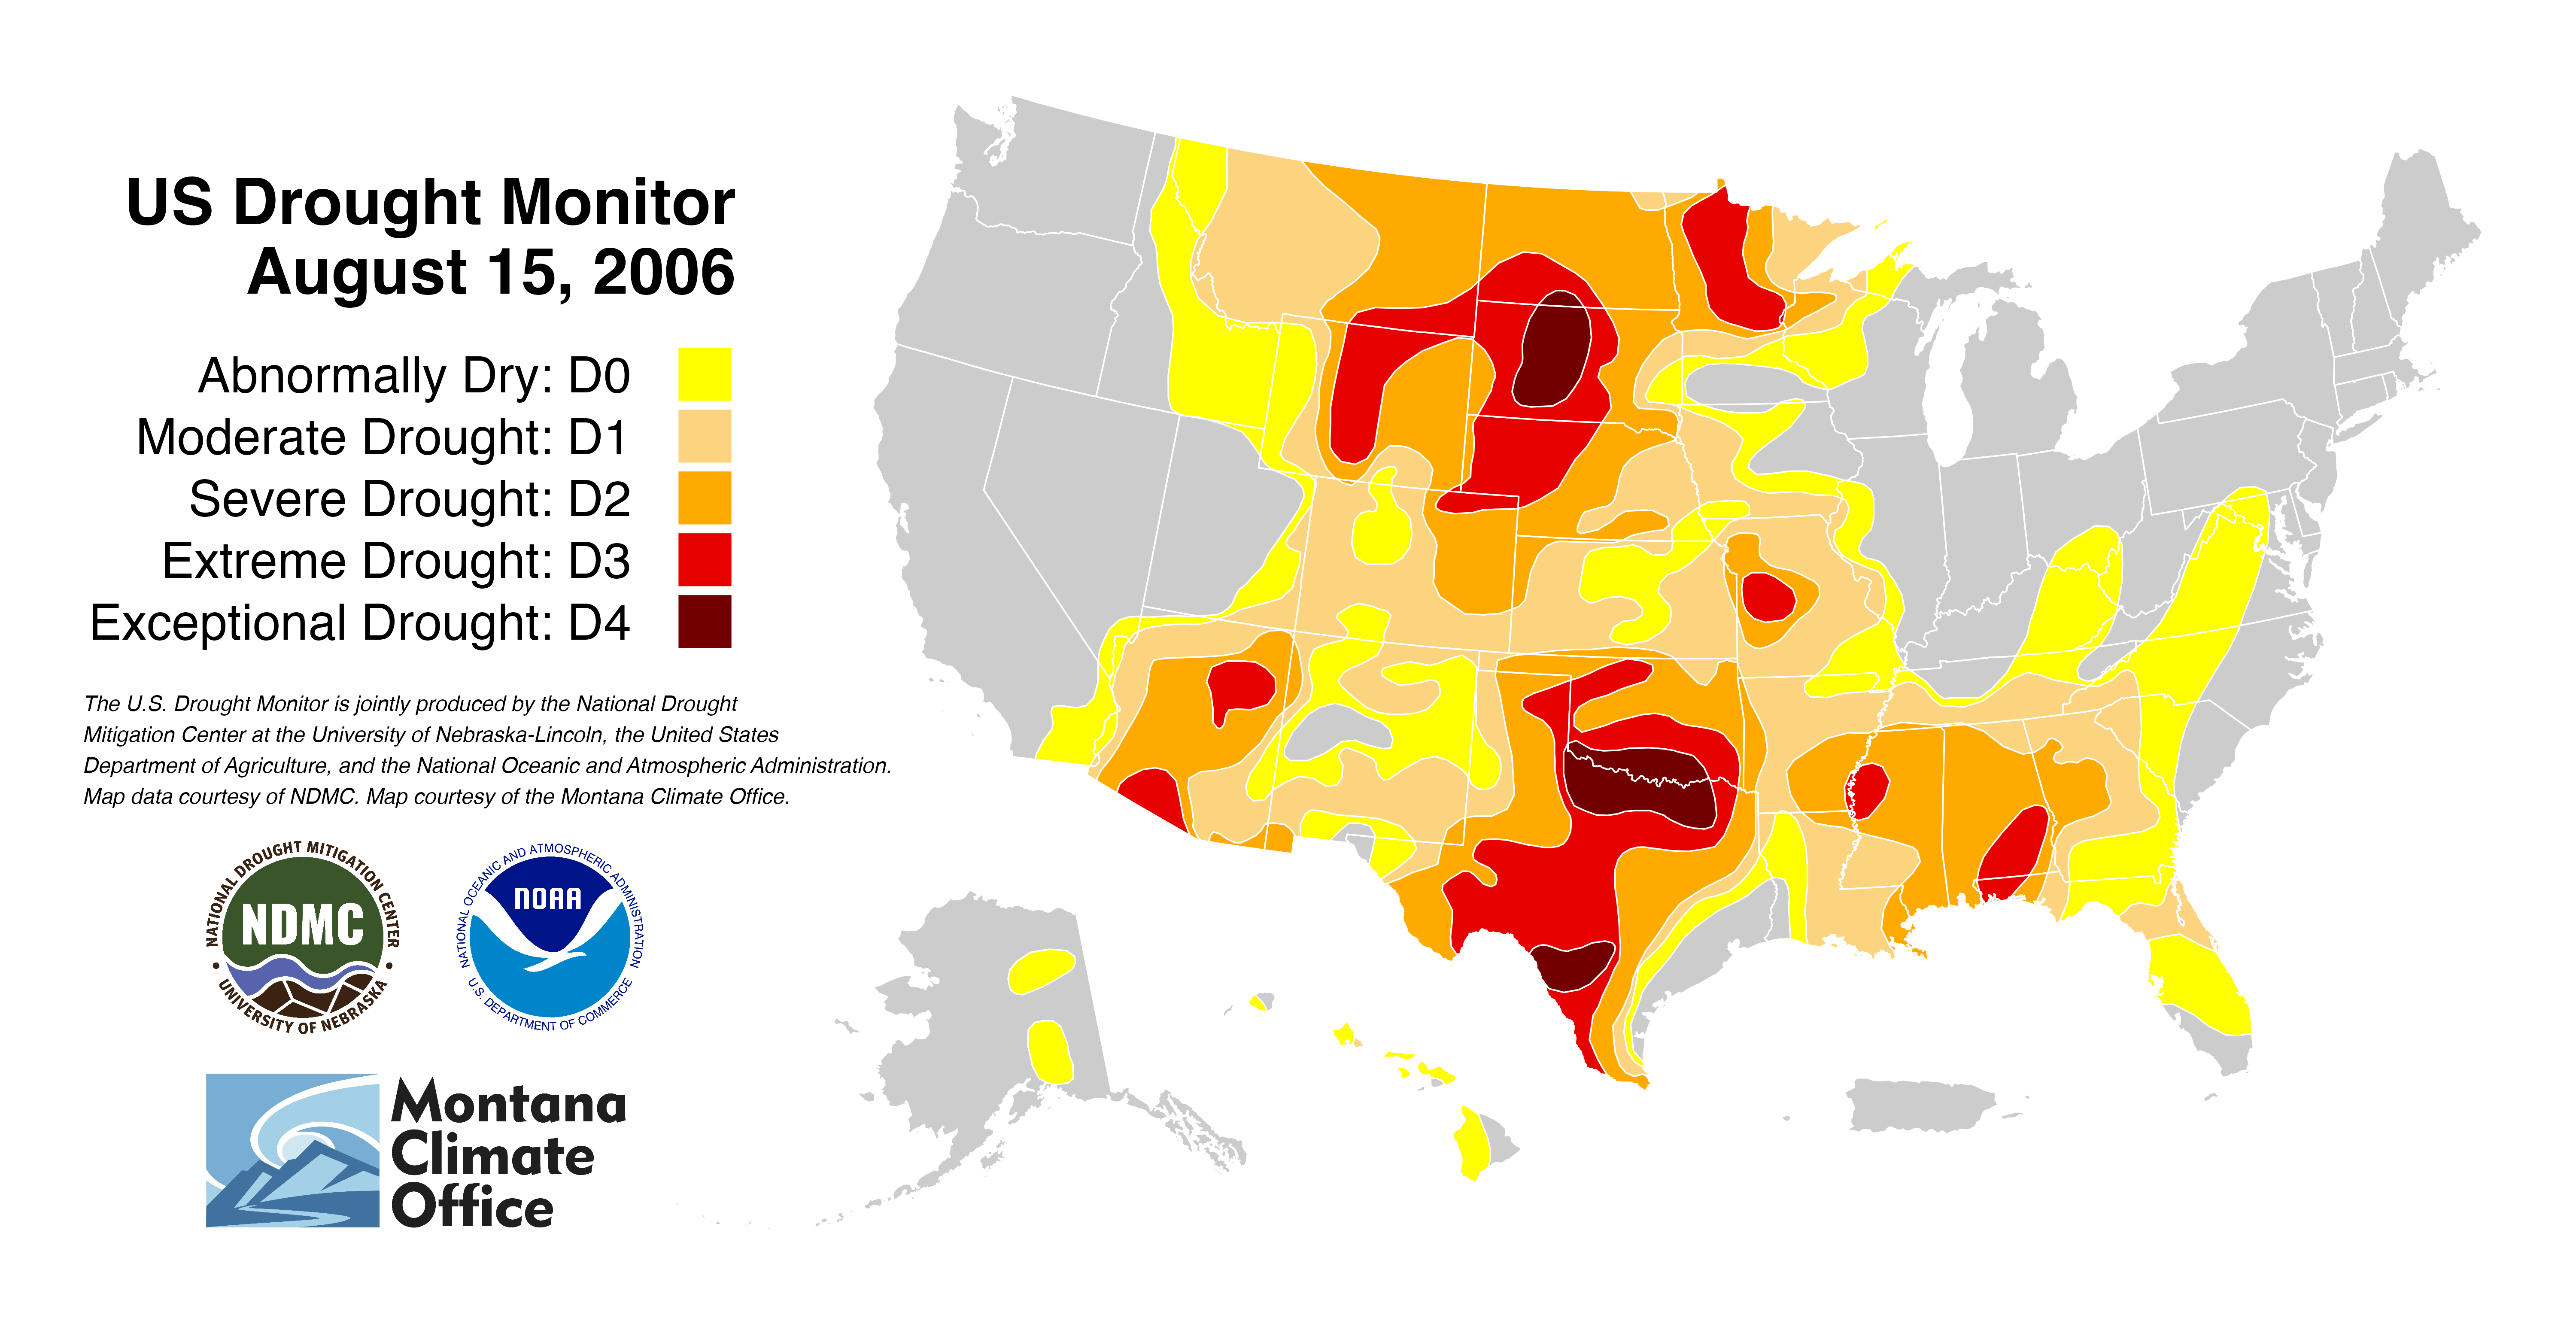 US Drought Monitor
August 15, 2006
Abnormally Dry: D0
Moderate Drought: D1
Severe Drought: D2
Extreme Drought: D3
Exceptional Drought: D4
The U.S. Drought Monitor is jointly produced by the National Drought
Mitigation Center at the University of Nebraska-Lincoln, the United States
Department of Agriculture, and the National Oceanic and Atmospheric Administration.
Map data courtesy of NDMC. Map courtesy of the Montana Climate Office.
NATIONAL DROUGHT MITIGATION CENTER
NDMC
UNIVERSITY OF NEBRASKA
NATIONAL OCEANIC AND ATMOSPHERIC ADMINISTRATION
NOAA
U.S. DEPARTMENT OF COMMERCE
Montana
Climate
Office